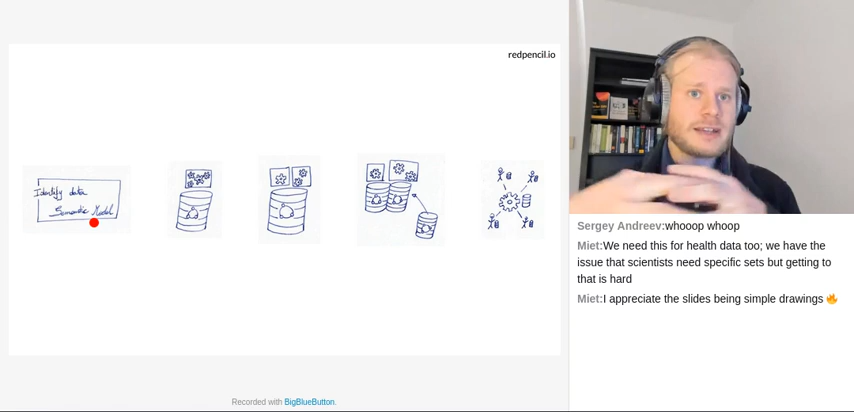 redpencil.io
Identify data
Semantic Model
Sergey Andreev:whooop whoop
Miet:We need this for health data too; we have the
issue that scientists need specific sets but getting to
that is hard
Miet:I appreciate the slides being simple drawings 🔥
Recorded with BigBlueButton.